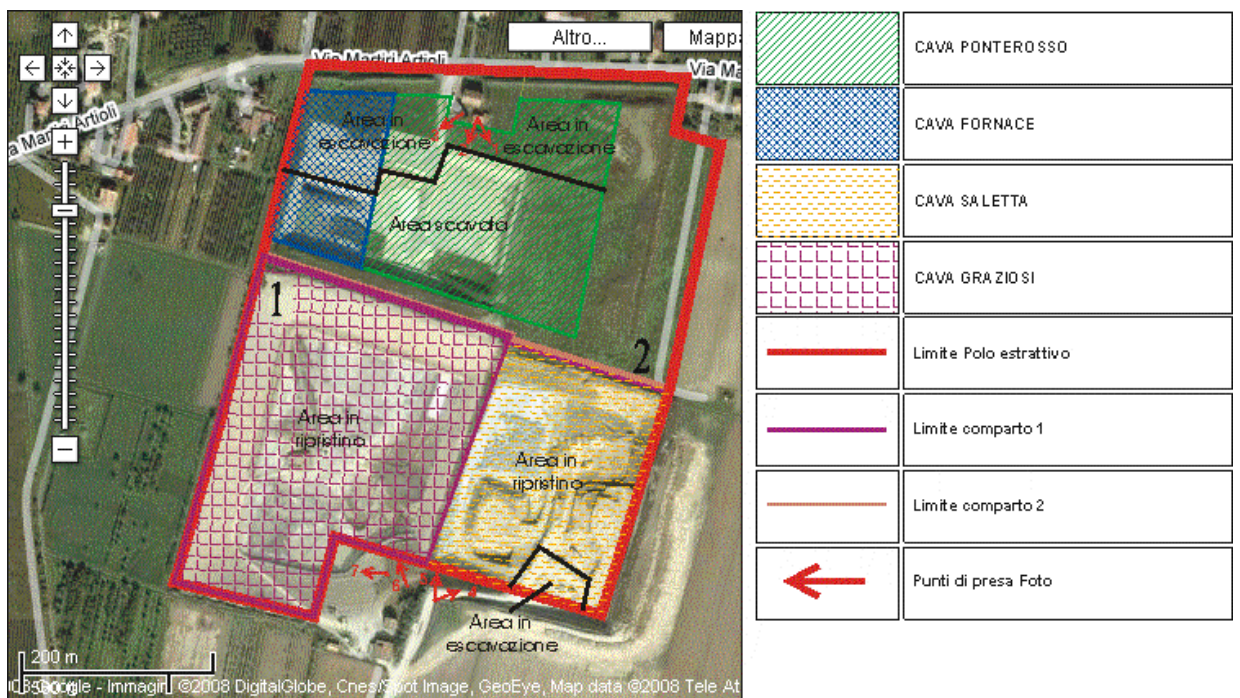 Altro...
Mappa
Via Martiri Artioli
Via Ma
a Martiri Artioli
Area in
escavazione
Area in
escavazione
Area scavata
1
2
Area in
ripristino
Area in
ripristino
7
6
Area in
escavazione
200 m
- Immagini ©2008 DigitalGlobe, Cnes/Spot Image, GeoEye, Map data ©2008 Tele At
CAVA PONTEROSSO
CAVA FORNACE
CAVA SALETTA
CAVA GRAZIOSI
Limite Polo estrattivo
Limite comparto 1
Limite comparto 2
Punti di presa Foto